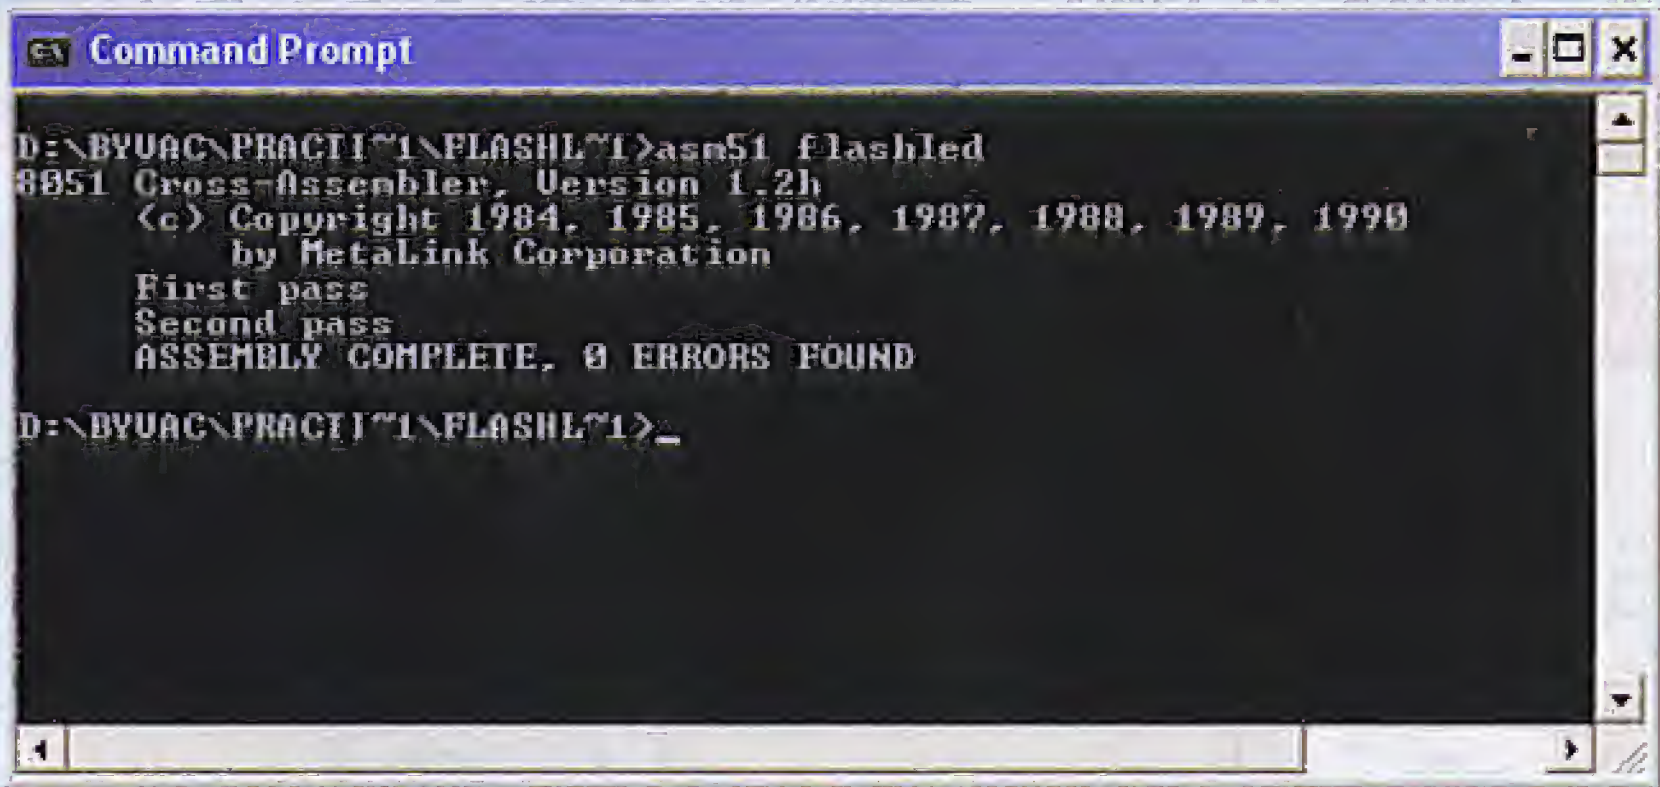 Command Prompt
D:\BYVAC\PRACTI~1\FLASHL~1>asm51 flashled
8051 Cross-Assembler, Version 1.2h
(c) Copyright 1984, 1985, 1986, 1987, 1988, 1989, 1990
by MetaLink Corporation
First pass
Second pass
ASSEMBLY COMPLETE, 0 ERRORS FOUND
D:\BYVAC\PRACTI~1\FLASHL~1>_